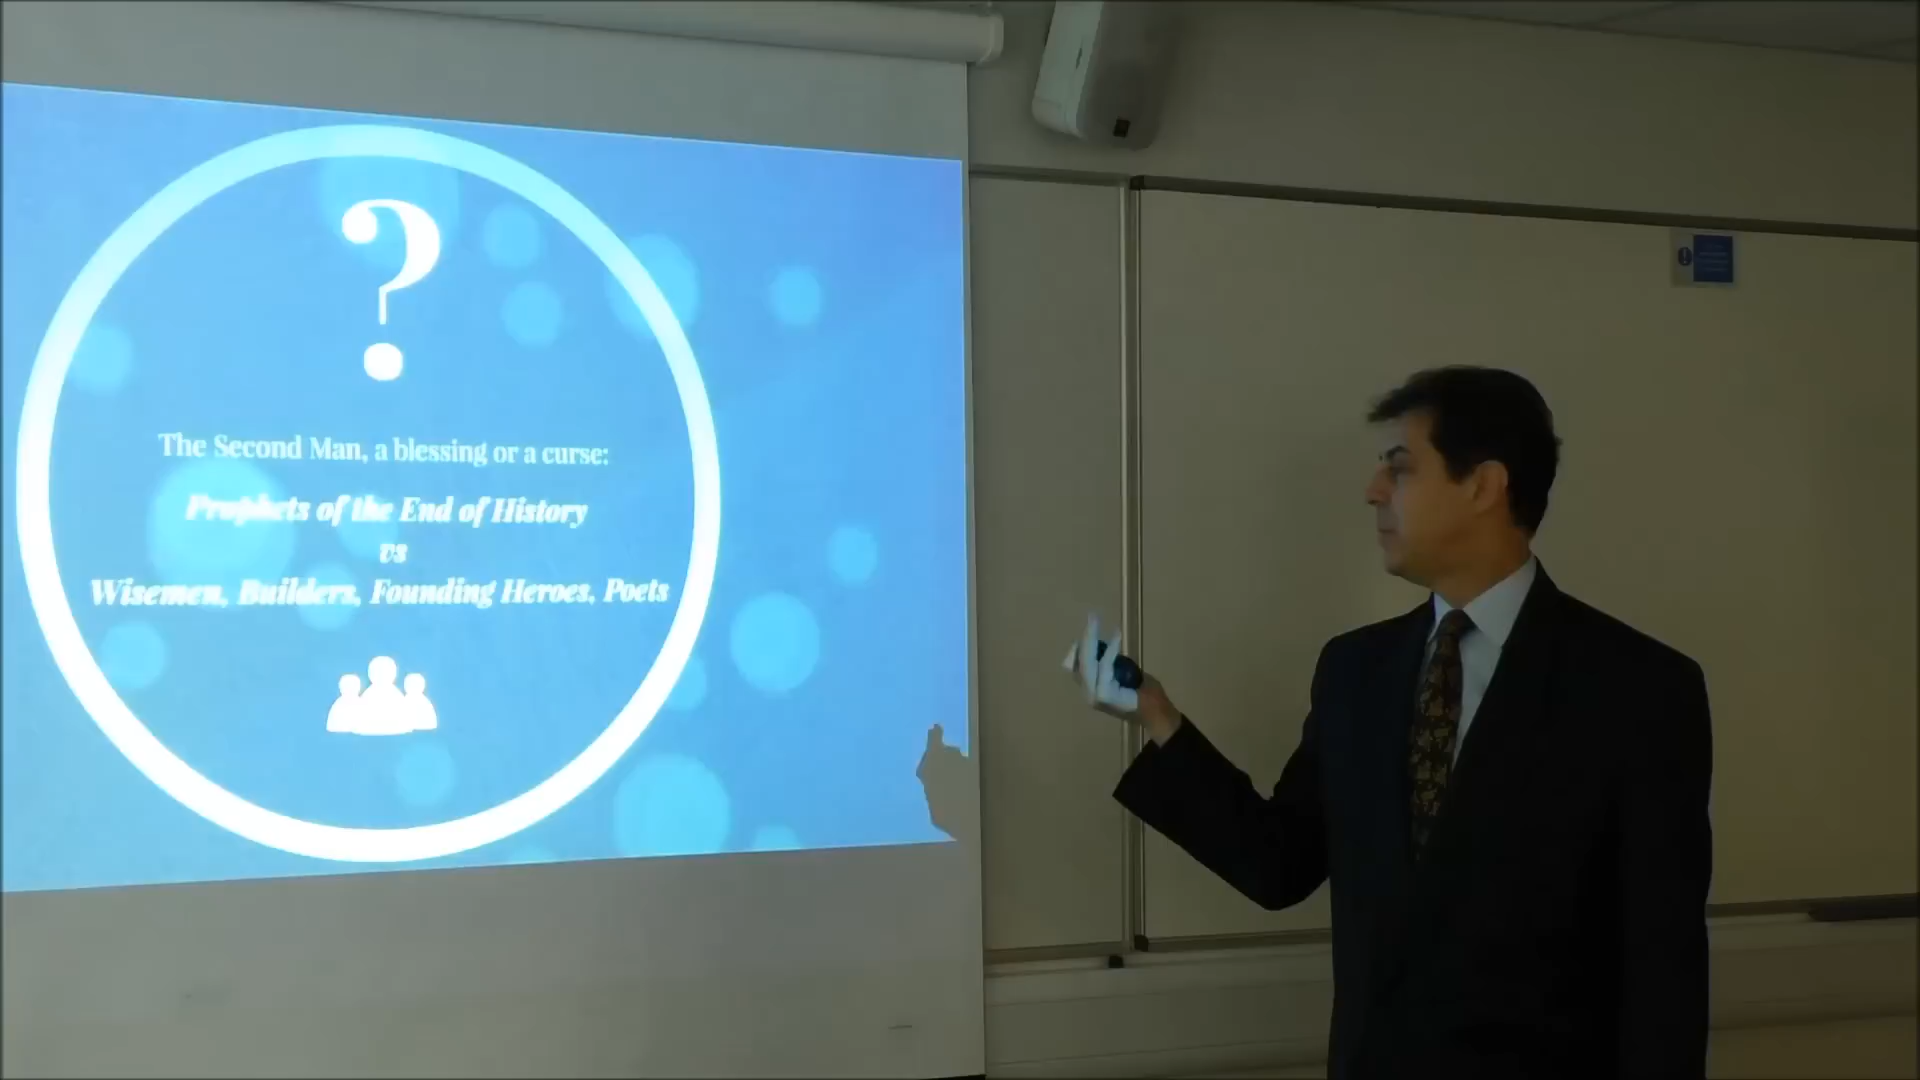 ?
The Second Man, a blessing or a curse:
Prophets of the End of History
vs
Wisemen, Builders, Founding Heroes, Poets